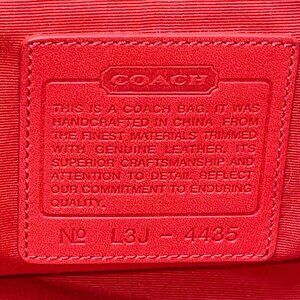 COACH
THIS IS A COACH BAG. IT WAS
HANDCRAFTED IN CHINA FROM
THE FINEST MATERIALS TRIMMED
WITH GENUINE LEATHER. ITS
SUPERIOR CRAFTSMANSHIP AND
ATTENTION TO DETAIL REFLECT
OUR COMMITMENT TO ENDURING
QUALITY.
Nº L3J - 4435